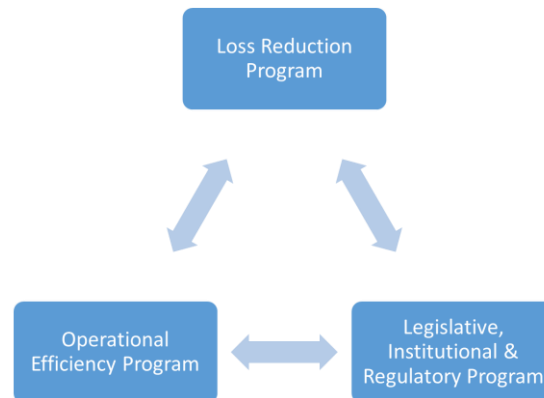 Loss Reduction
Program
Operational
Efficiency Program
Legislative,
Institutional &
Regulatory Program